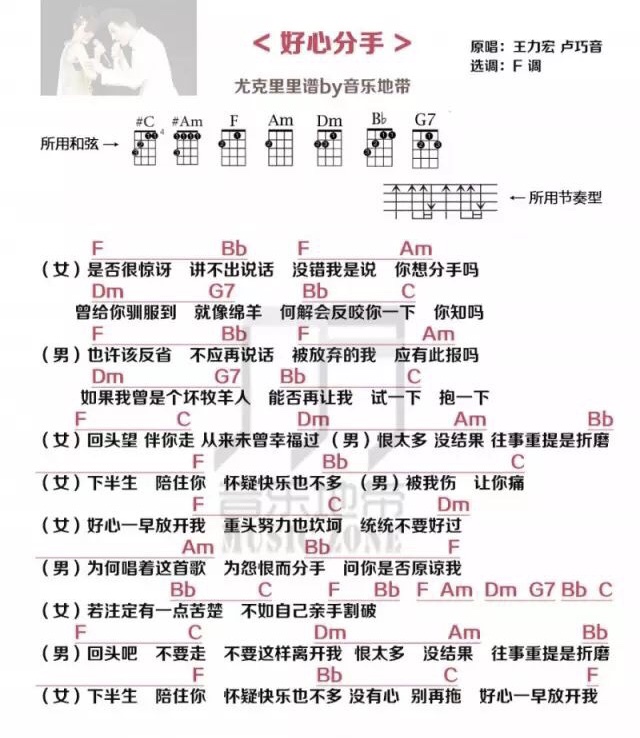 <好心分手>
原唱：王力宏 卢巧音
选调：F 调
尤克里里谱by音乐地带
所用和弦→ #C #Am F Am Dm B♭ G7
4
←所用节奏型
F Bb F Am
（女）是否很惊讶 讲不出说话 没错我是说 你想分手吗
Dm G7 Bb C
曾给你驯服到 就像绵羊 何解会反咬你一下 你知吗
F Bb F Am
（男）也许该反省 不应再说话 被放弃的我 应有此报吗
Dm G7 Bb C
如果我曾是个坏牧羊人 能否再让我 试一下 抱一下
F C Dm Am Bb
（女）回头望 伴你走 从来未曾幸福过（男）恨太多 没结果 往事重提是折磨
F Bb C
（女）下半生 陪住你 怀疑快乐也不多（男）被我伤 让你痛
F C Dm
（女）好心一早放开我 重头努力也坎坷 统统不要好过
Am Bb F
（男）为何唱着这首歌 为怨恨而分手 问你是否原谅我
Bb C F Bb F Am Dm G7 Bb C
（女）若注定有一点苦楚 不如自己亲手割破
F C Dm Am Bb
（男）回头吧 不要走 不要这样离开我 恨太多 没结果 往事重提是折磨
F Bb C F
（女）下半生 陪住你 怀疑快乐也不多 没有心 别再拖 好心一早放开我
音乐地带
MUSIC ZONE